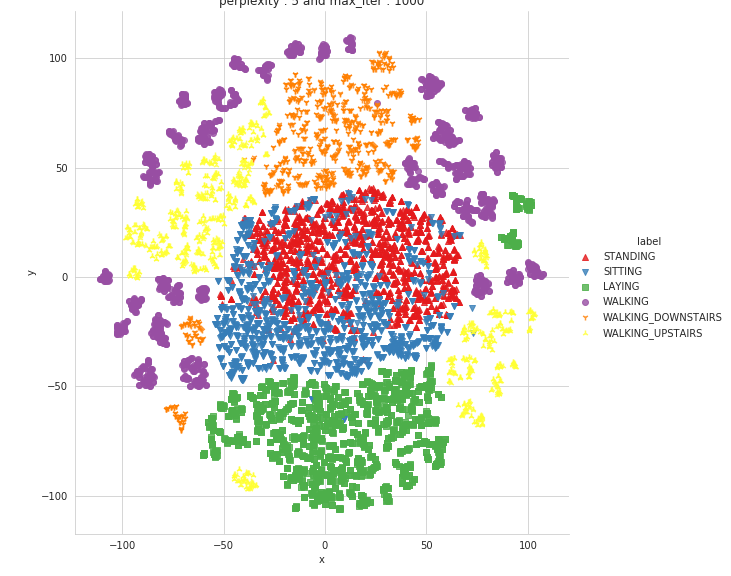 perplexity : 5 and max_iter : 1000
100
50
0
−50
−100
y
−100
−50
0
50
100
x
label
STANDING
SITTING
LAYING
WALKING
WALKING_DOWNSTAIRS
WALKING_UPSTAIRS